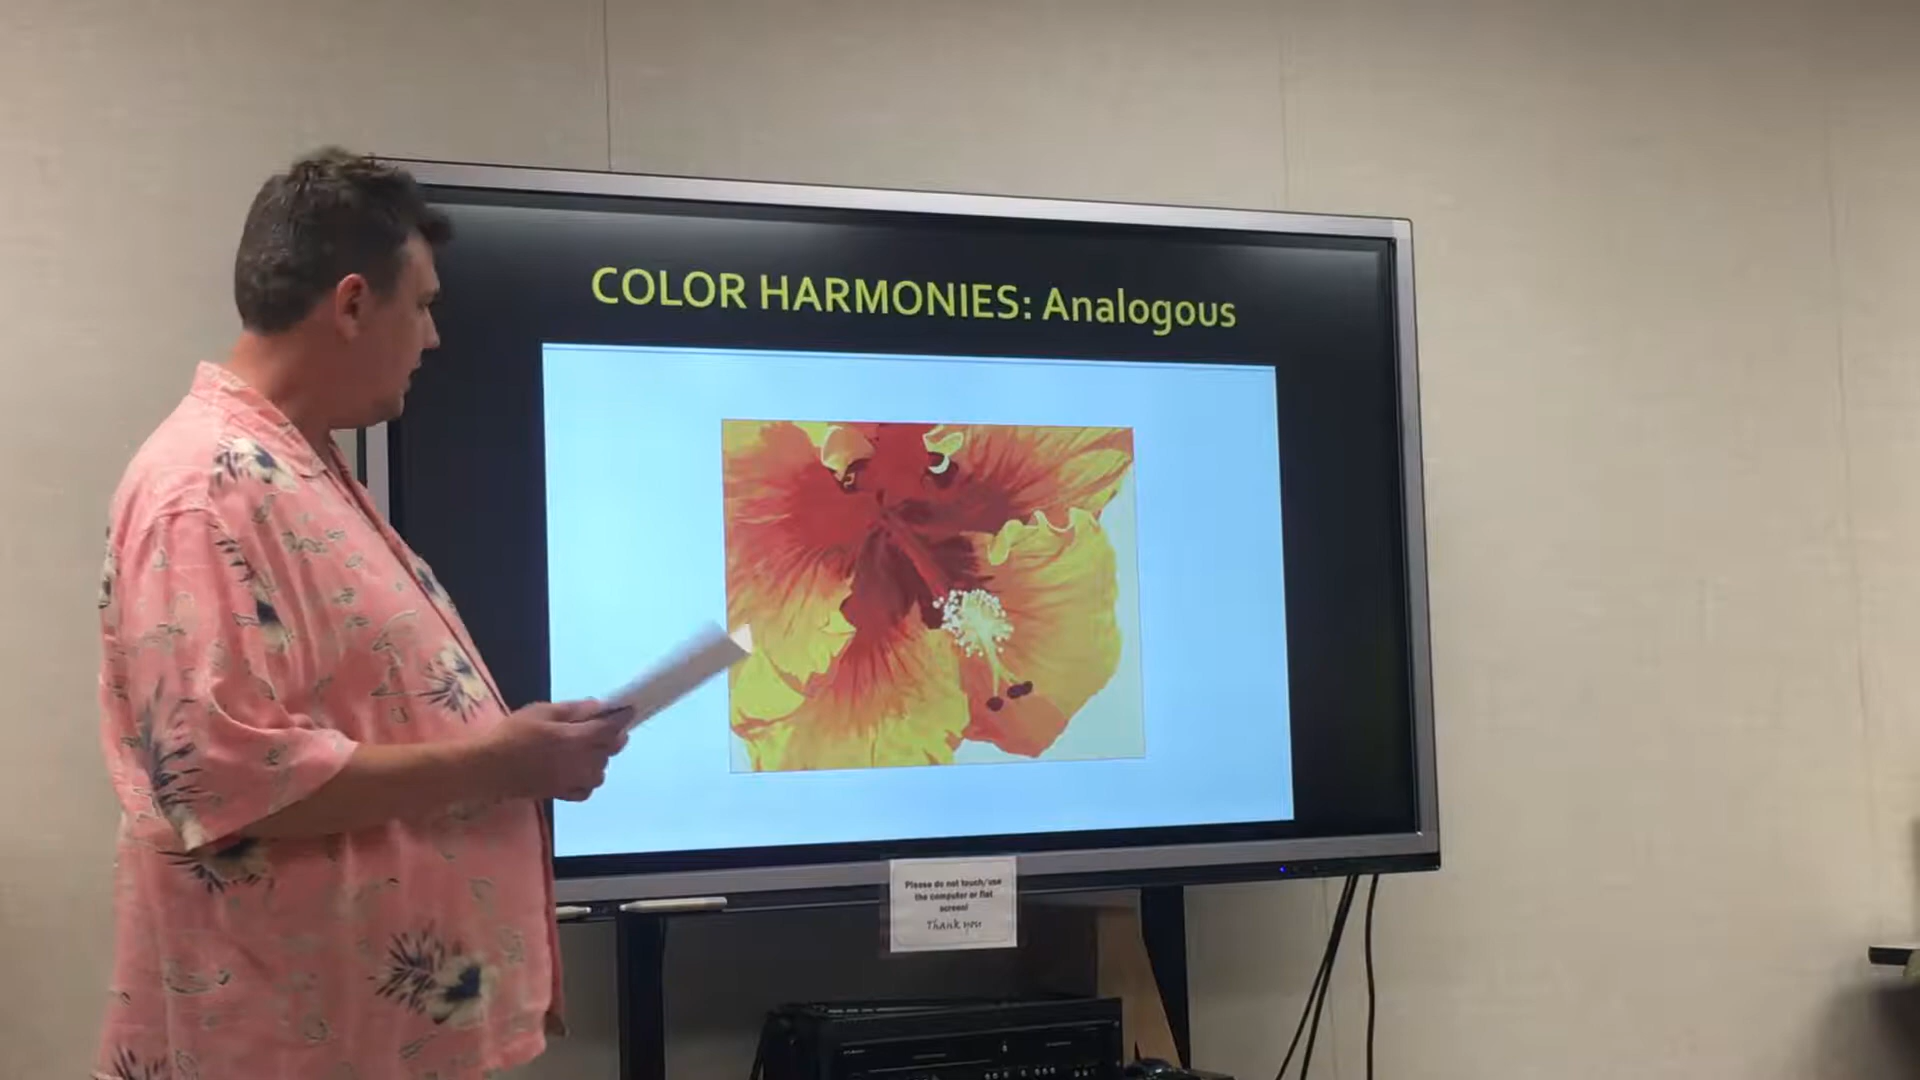 COLOR HARMONIES: Analogous
Please do not touch/use
the computer or flat
screen!
Thank you